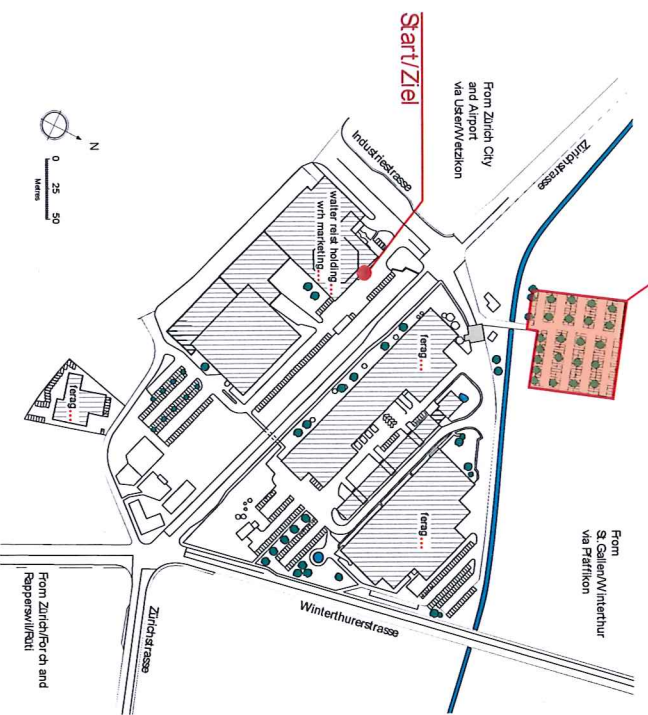 Start/Ziel
From Zürich City
and Airport
via Uster/Wetzikon
Zürichstrasse
Industriestrasse
N
0 25 50
Metres
walter reist holding
wrh marketing
ferag
ferag
ferag
ferag
From
St. Gallen/Winterthur
via Pfäffikon
Winterthurerstrasse
Zürichstrasse
From Zürich/Forch and
Rapperswil/Rüti